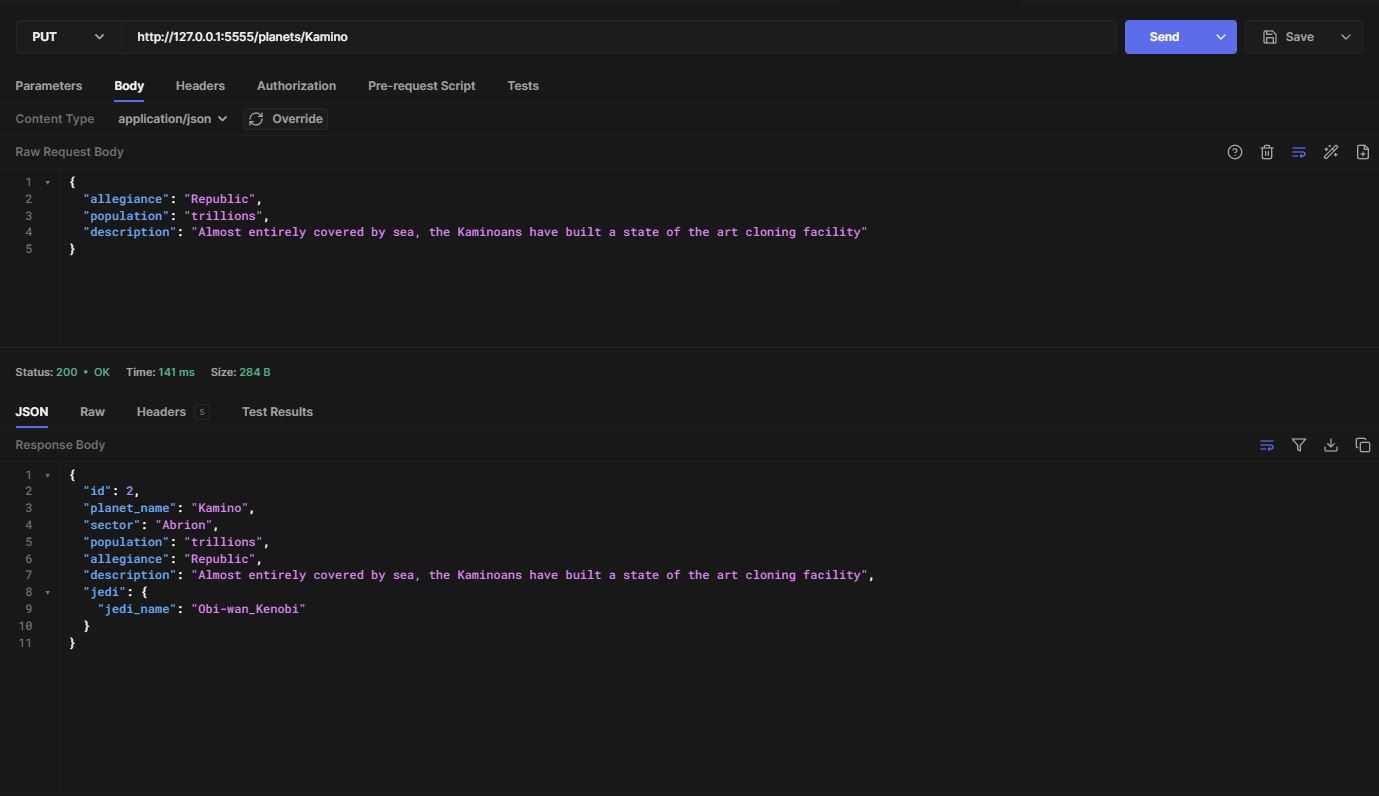 PUT http://127.0.0.1:5555/planets/Kamino Send Save
Parameters Body Headers Authorization Pre-request Script Tests
Content Type application/json Override
Raw Request Body
1 {
2 "allegiance": "Republic",
3 "population": "trillions",
4 "description": "Almost entirely covered by sea, the Kaminoans have built a state of the art cloning facility"
5 }
Status: 200 • OK Time: 141 ms Size: 284 B
JSON Raw Headers 5 Test Results
Response Body
1 {
2 "id": 2,
3 "planet_name": "Kamino",
4 "sector": "Abrion",
5 "population": "trillions",
6 "allegiance": "Republic",
7 "description": "Almost entirely covered by sea, the Kaminoans have built a state of the art cloning facility",
8 "jedi": {
9 "jedi_name": "Obi-wan_Kenobi"
10 }
11 }